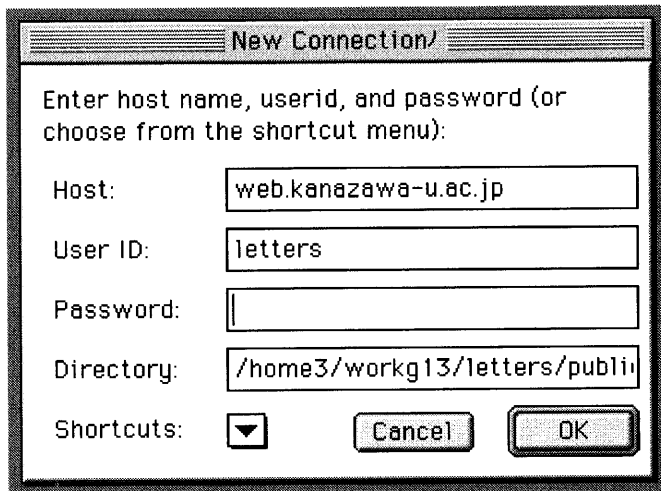 New Connection
Enter host name, userid, and password (or
choose from the shortcut menu):
Host: web.kanazawa-u.ac.jp
User ID: letters
Password:
Directory: /home3/workg13/letters/publi
Shortcuts: Cancel OK